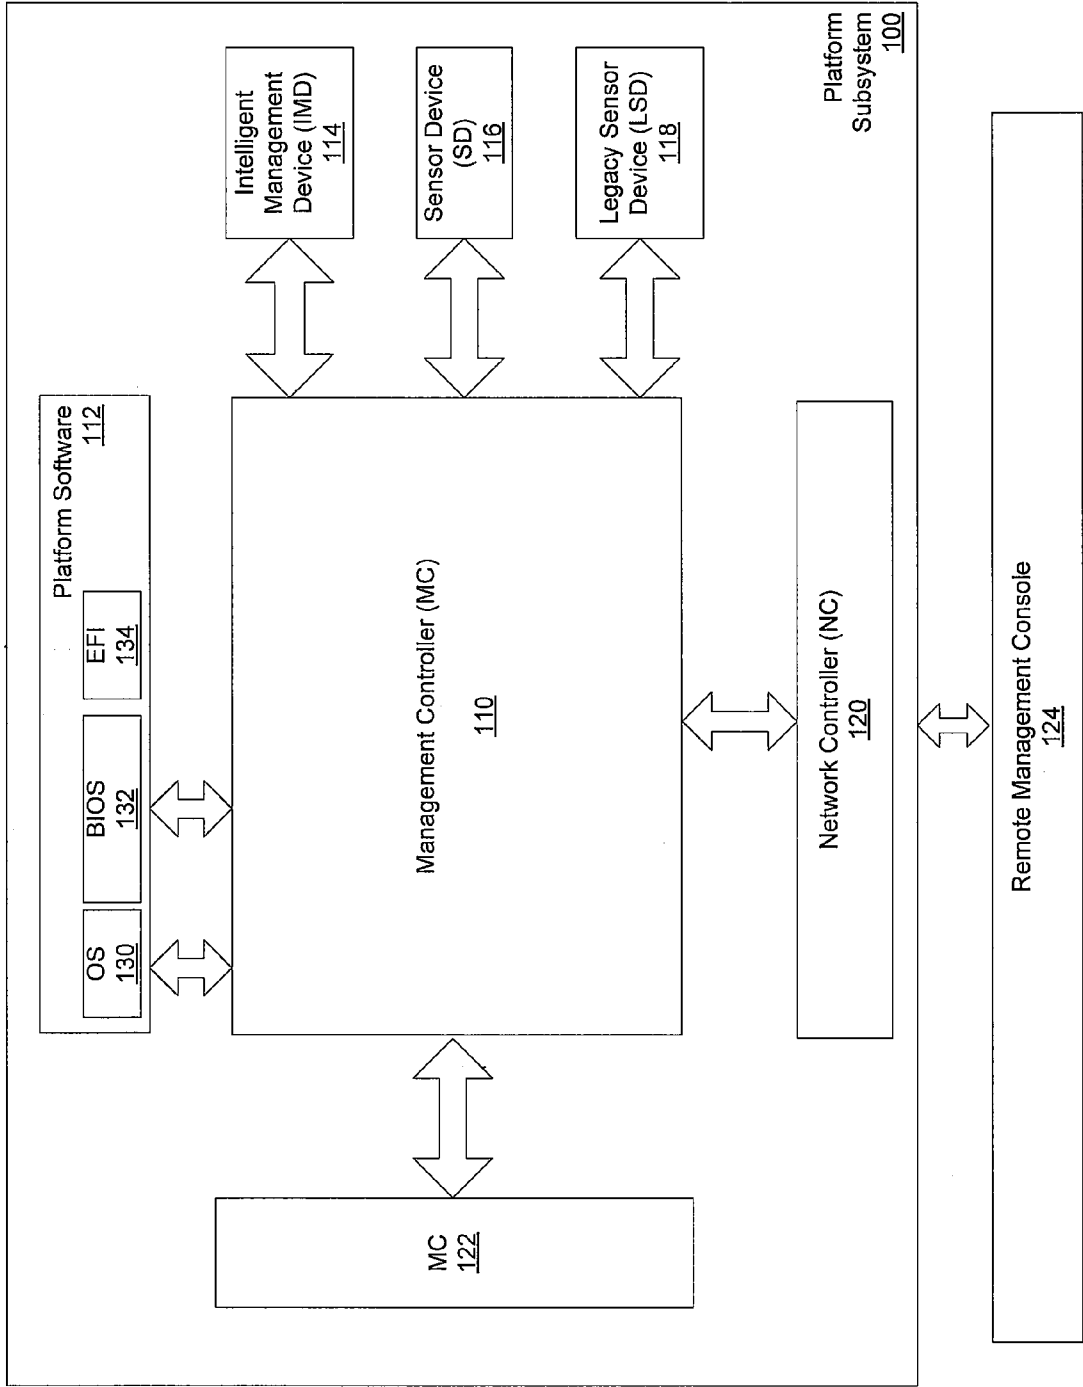 Platform Software
112
OS
130
BIOS
132
EFI
134
Intelligent
Management
Device (IMD)
114
Sensor Device
(SD)
116
Legacy Sensor
Device (LSD)
118
Management Controller (MC)
110
MC
122
Network Controller (NC)
120
Platform
Subsystem
100
Remote Management Console
124